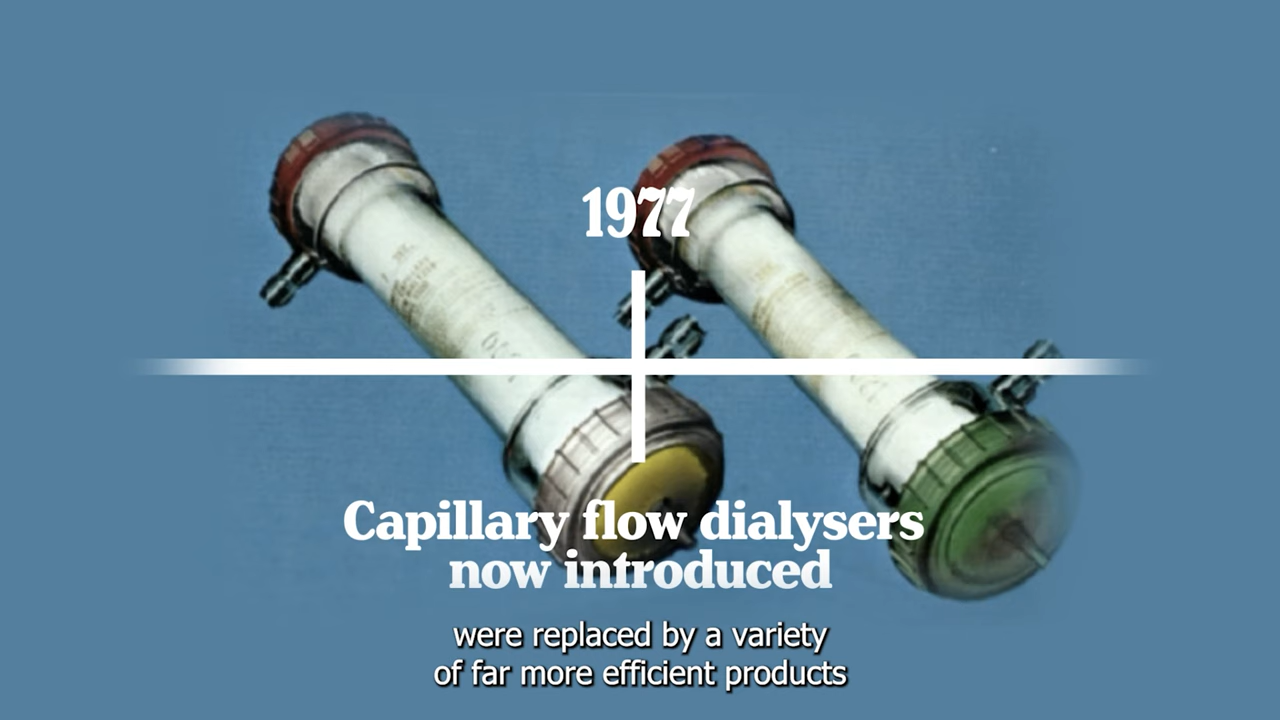 1977
Capillary flow dialysers
now introduced
were replaced by a variety
of far more efficient products